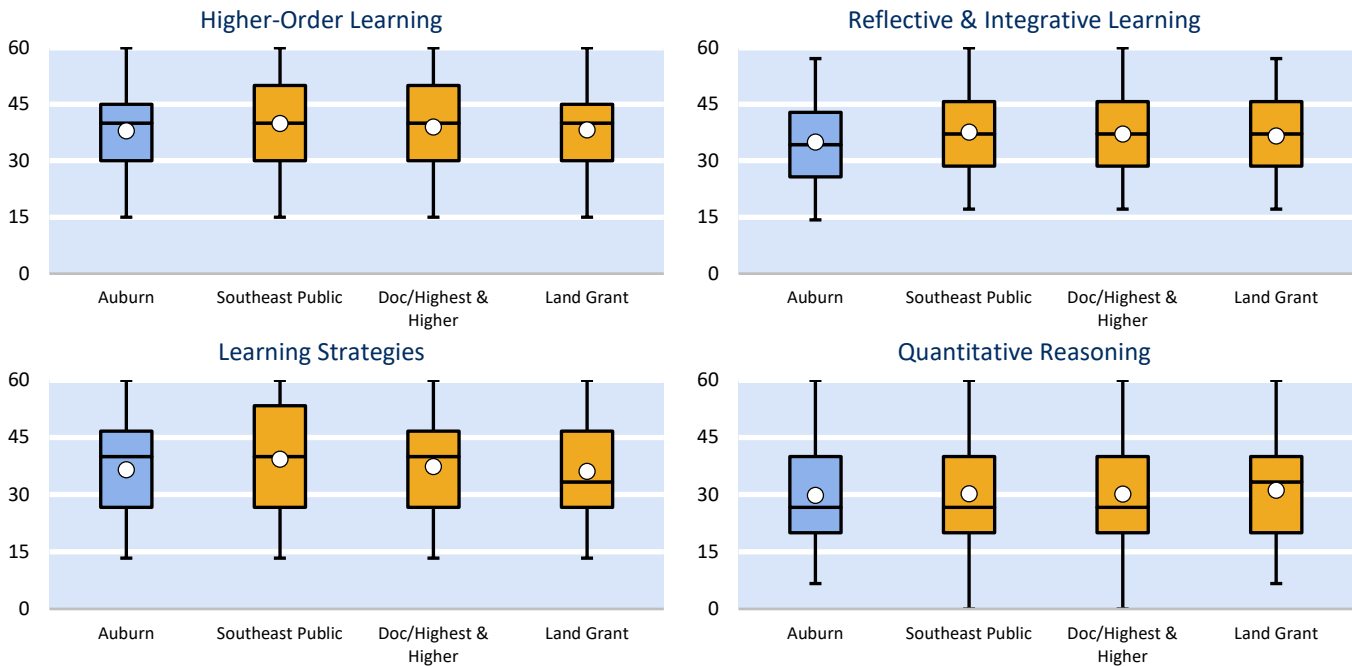 Higher-Order Learning
60
45
30
15
0
Auburn
Southeast Public
Doc/Highest &
Higher
Land Grant
Reflective & Integrative Learning
60
45
30
15
0
Auburn
Southeast Public
Doc/Highest &
Higher
Land Grant
Learning Strategies
60
45
30
15
0
Auburn
Southeast Public
Doc/Highest &
Higher
Land Grant
Quantitative Reasoning
60
45
30
15
0
Auburn
Southeast Public
Doc/Highest &
Higher
Land Grant